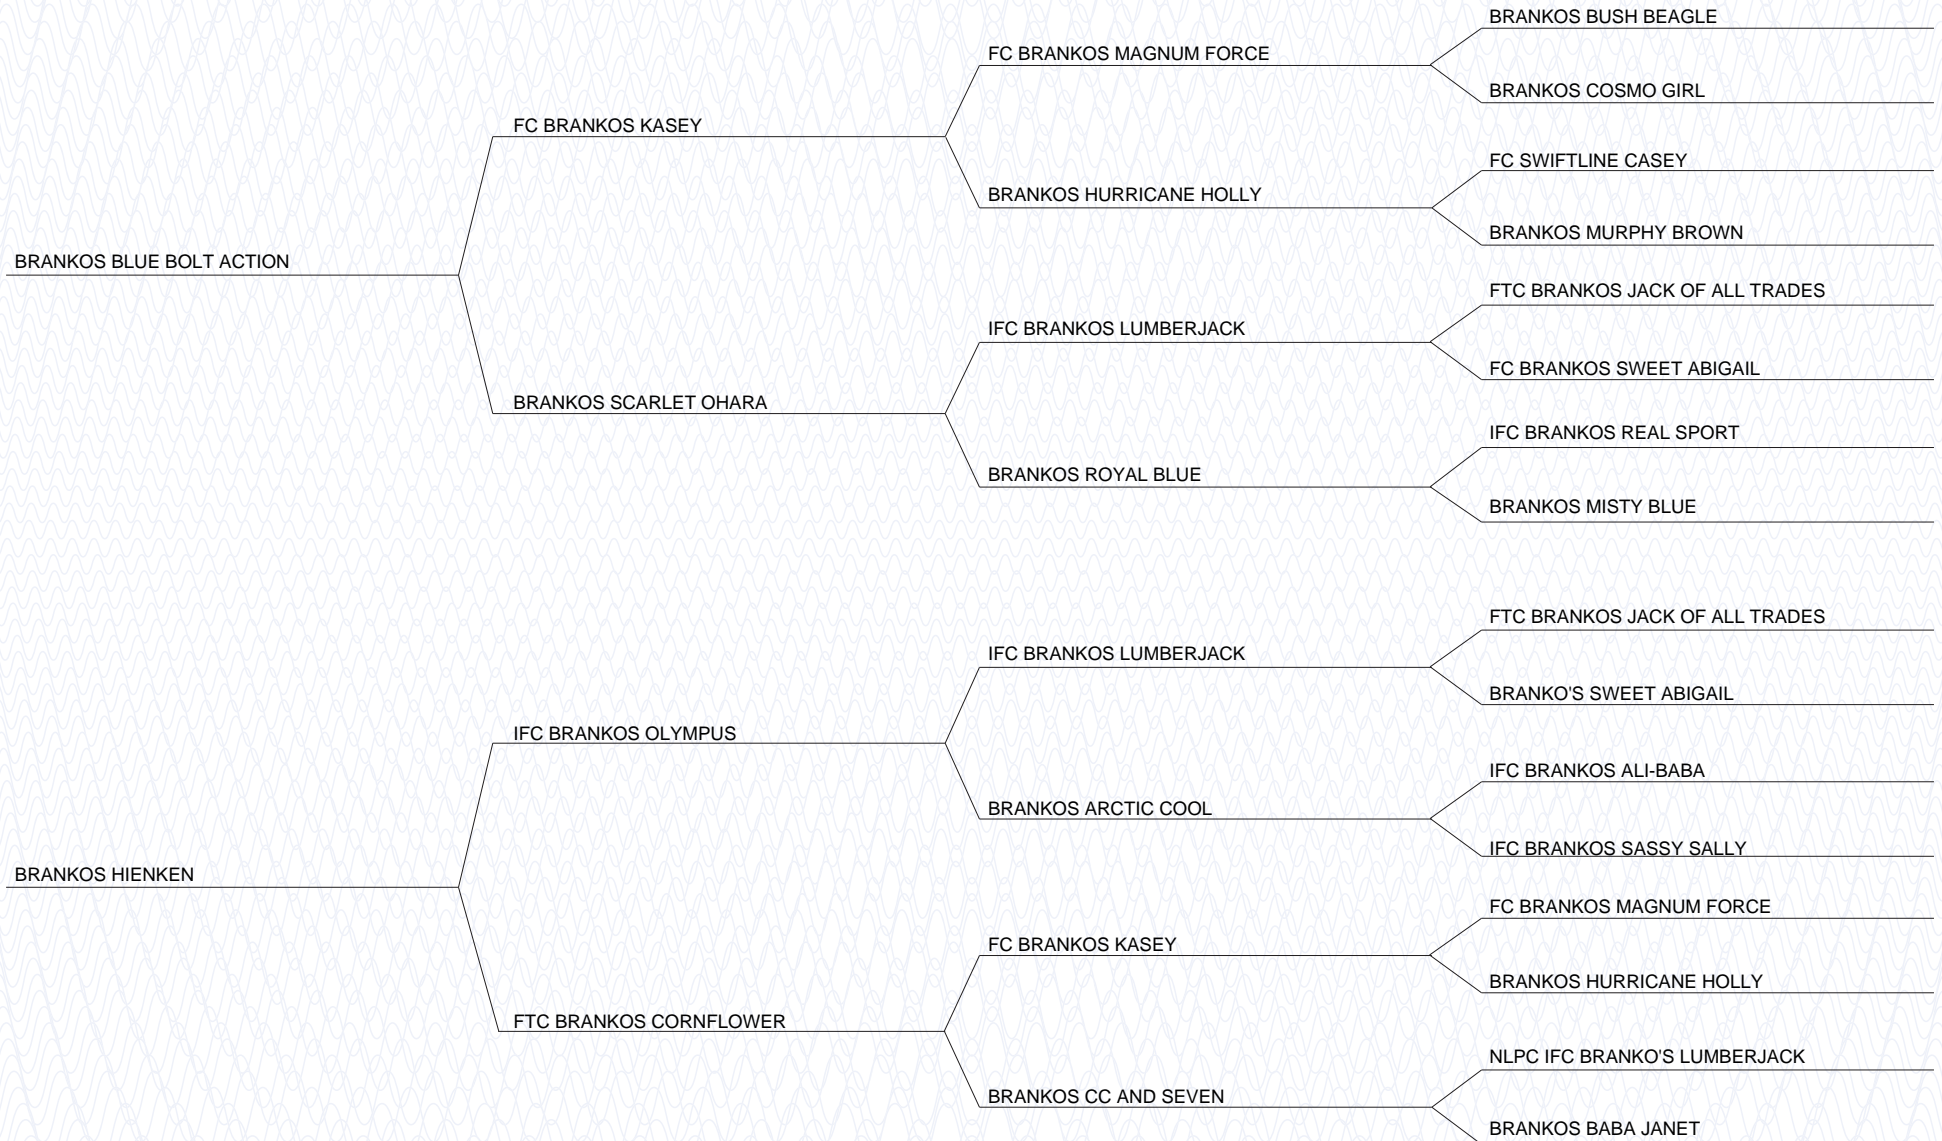 BRANKOS BUSH BEAGLE
FC BRANKOS MAGNUM FORCE
BRANKOS COSMO GIRL
FC BRANKOS KASEY
FC SWIFTLINE CASEY
BRANKOS HURRICANE HOLLY
BRANKOS MURPHY BROWN
BRANKOS BLUE BOLT ACTION
FTC BRANKOS JACK OF ALL TRADES
IFC BRANKOS LUMBERJACK
FC BRANKOS SWEET ABIGAIL
BRANKOS SCARLET OHARA
IFC BRANKOS REAL SPORT
BRANKOS ROYAL BLUE
BRANKOS MISTY BLUE
FTC BRANKOS JACK OF ALL TRADES
IFC BRANKOS LUMBERJACK
BRANKO'S SWEET ABIGAIL
IFC BRANKOS OLYMPUS
IFC BRANKOS ALI-BABA
BRANKOS ARCTIC COOL
IFC BRANKOS SASSY SALLY
BRANKOS HIENKEN
FC BRANKOS MAGNUM FORCE
FC BRANKOS KASEY
BRANKOS HURRICANE HOLLY
FTC BRANKOS CORNFLOWER
NLPC IFC BRANKO'S LUMBERJACK
BRANKOS CC AND SEVEN
BRANKOS BABA JANET